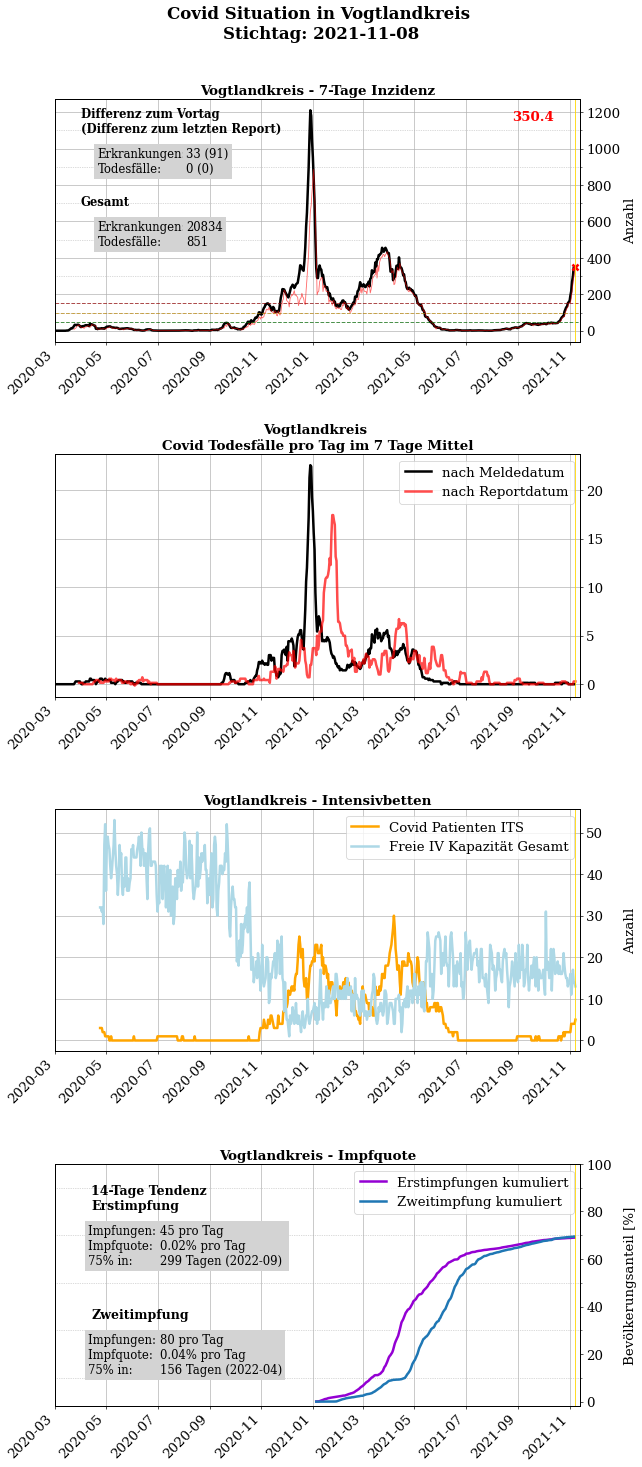 Covid Situation in Vogtlandkreis
Stichtag: 2021-11-08
Vogtlandkreis - 7-Tage Inzidenz
Differenz zum Vortag
(Differenz zum letzten Report)
Erkrankungen 33 (91)
Todesfälle: 0 (0)
Gesamt
Erkrankungen 20834
Todesfälle: 851
350.4
1200
1000
800
600
400
200
0
Anzahl
2020-03
2020-05
2020-07
2020-09
2020-11
2021-01
2021-03
2021-05
2021-07
2021-09
2021-11
Vogtlandkreis
Covid Todesfälle pro Tag im 7 Tage Mittel
nach Meldedatum
nach Reportdatum
20
15
10
5
0
2020-03
2020-05
2020-07
2020-09
2020-11
2021-01
2021-03
2021-05
2021-07
2021-09
2021-11
Vogtlandkreis - Intensivbetten
Covid Patienten ITS
Freie IV Kapazität Gesamt
50
40
30
20
10
0
Anzahl
2020-03
2020-05
2020-07
2020-09
2020-11
2021-01
2021-03
2021-05
2021-07
2021-09
2021-11
Vogtlandkreis - Impfquote
14-Tage Tendenz
Erstimpfung
Impfungen: 45 pro Tag
Impfquote: 0.02% pro Tag
75% in: 299 Tagen (2022-09)
Zweitimpfung
Impfungen: 80 pro Tag
Impfquote: 0.04% pro Tag
75% in: 156 Tagen (2022-04)
Erstimpfungen kumuliert
Zweitimpfung kumuliert
100
80
60
40
20
0
Bevölkerungsanteil [%]
2020-03
2020-05
2020-07
2020-09
2020-11
2021-01
2021-03
2021-05
2021-07
2021-09
2021-11